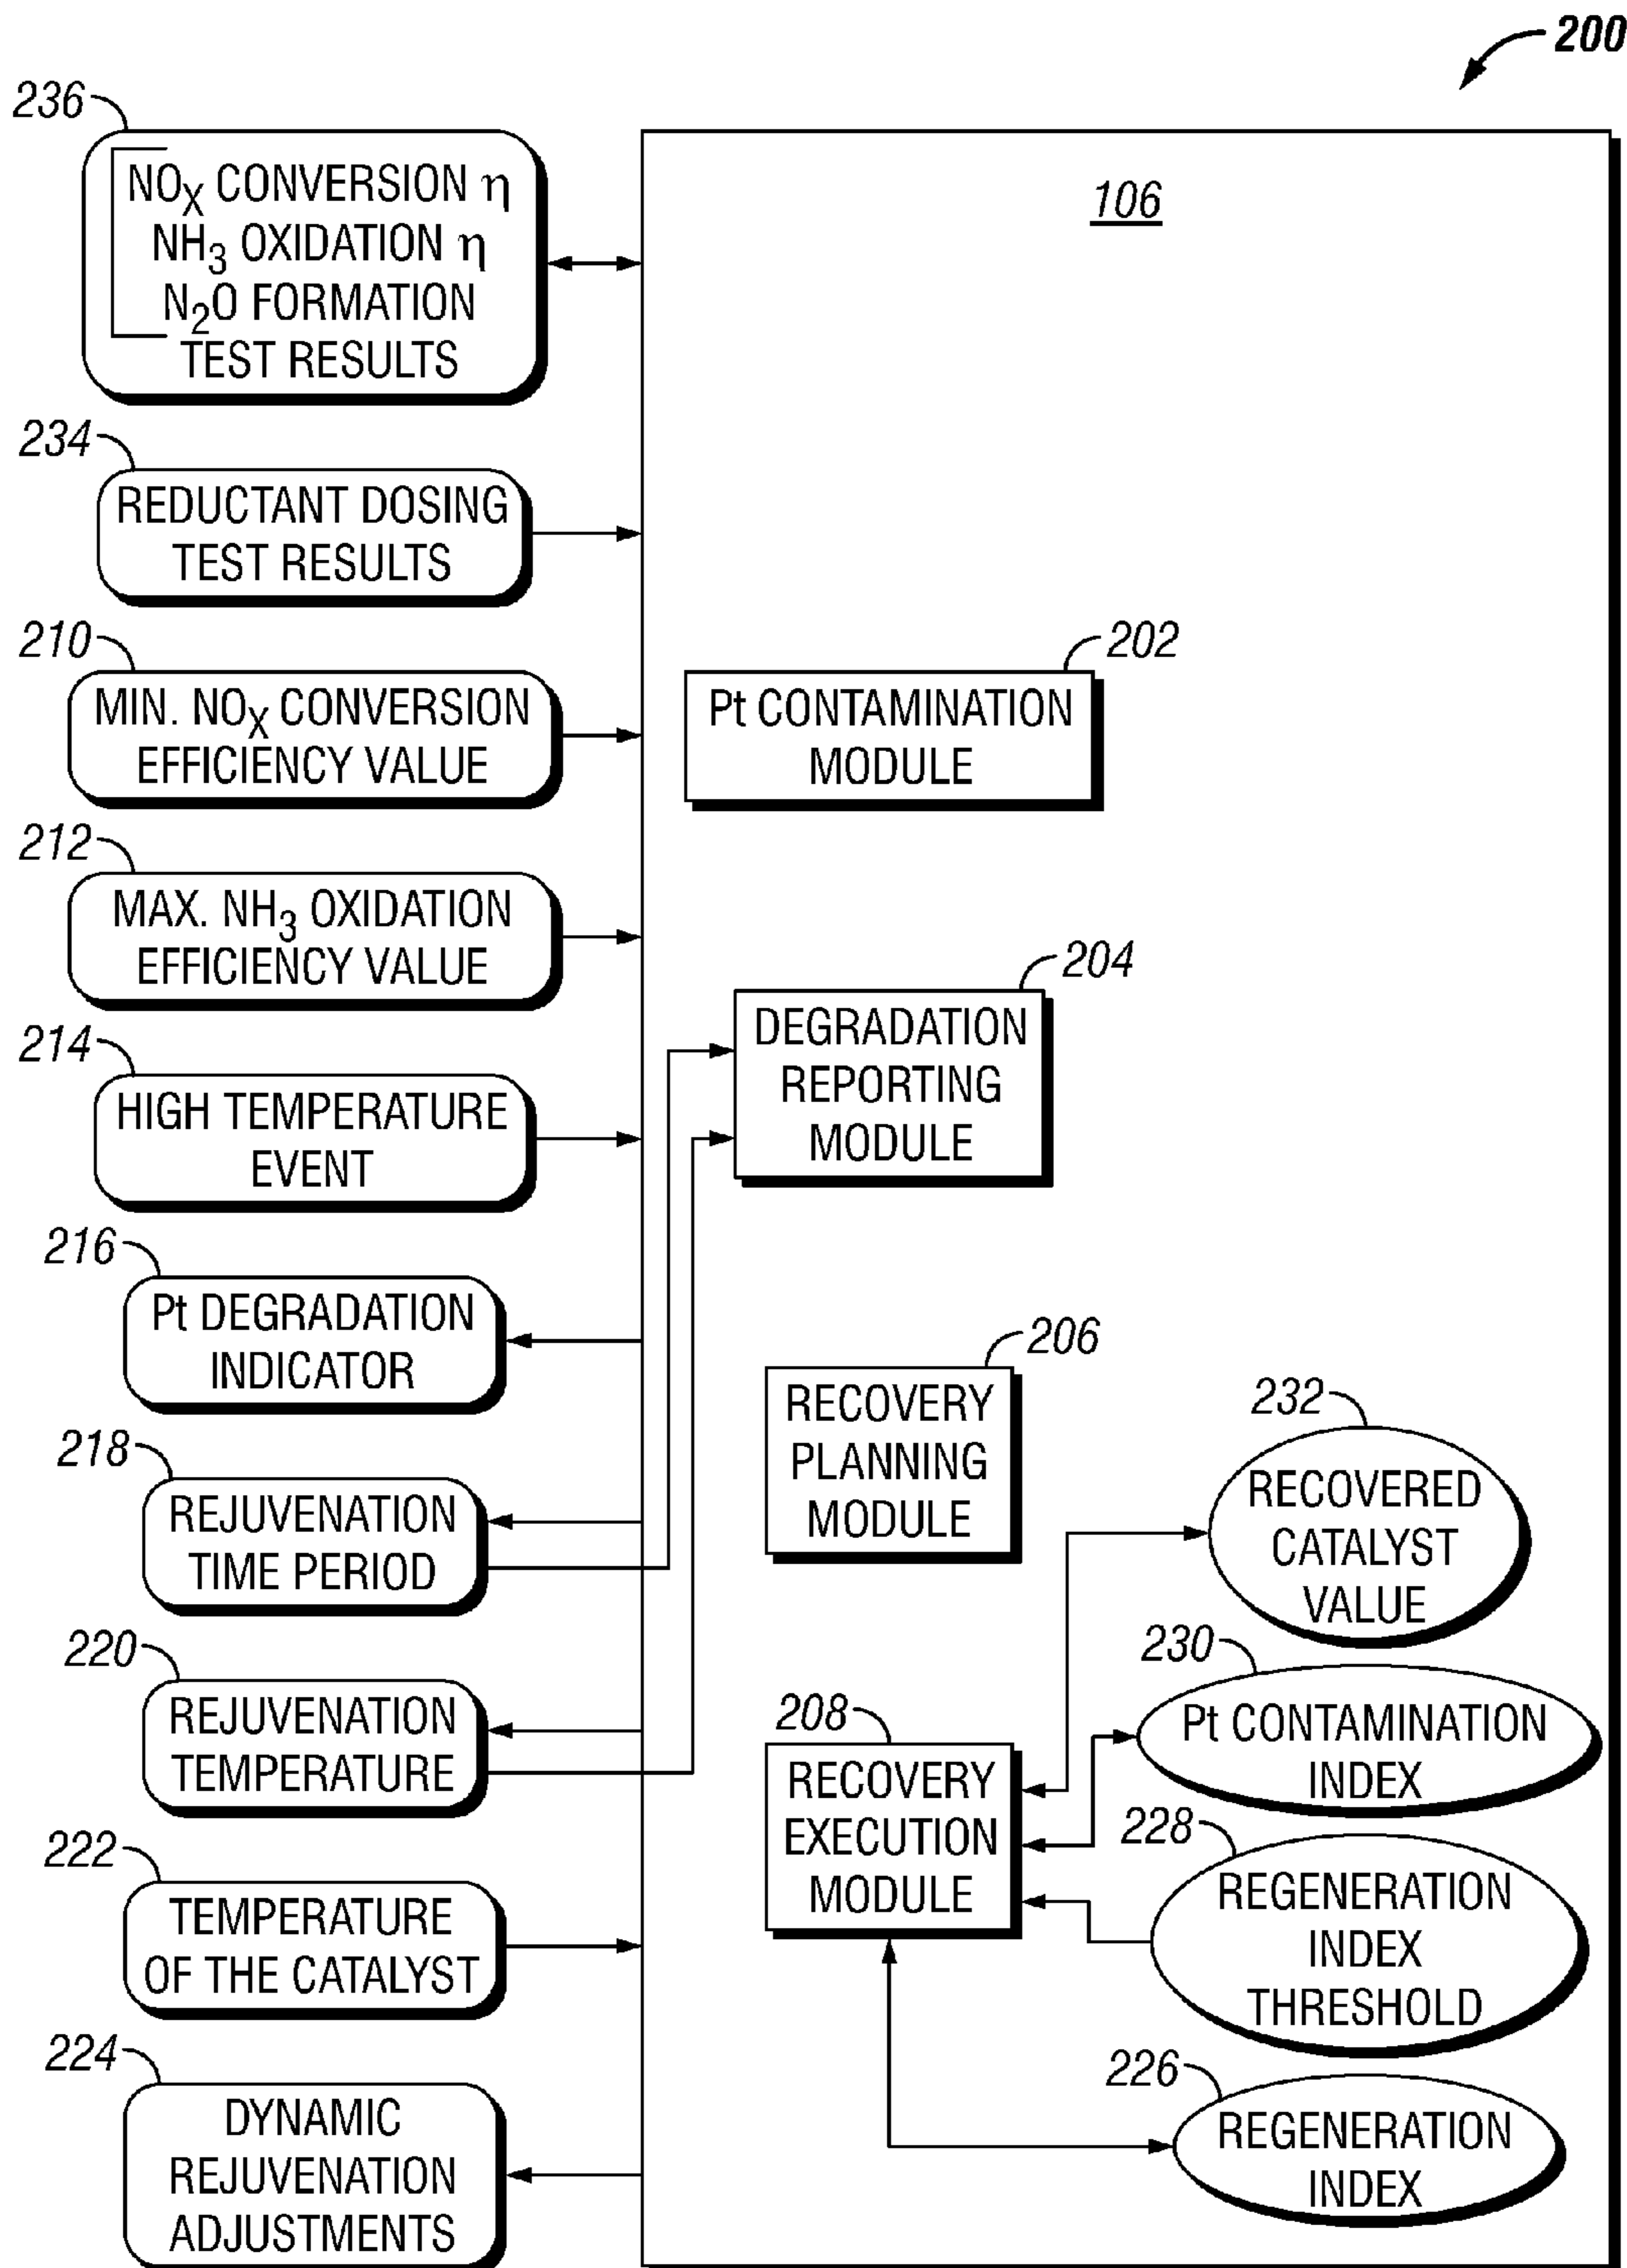 200
236
NOX CONVERSION η
NH3 OXIDATION η
N2O FORMATION
TEST RESULTS
106
234
REDUCTANT DOSING
TEST RESULTS
210
MIN. NOX CONVERSION
EFFICIENCY VALUE
202
Pt CONTAMINATION
MODULE
212
MAX. NH3 OXIDATION
EFFICIENCY VALUE
204
DEGRADATION
REPORTING
MODULE
214
HIGH TEMPERATURE
EVENT
216
Pt DEGRADATION
INDICATOR
206
RECOVERY
PLANNING
MODULE
232
RECOVERED
CATALYST
VALUE
218
REJUVENATION
TIME PERIOD
220
REJUVENATION
TEMPERATURE
230
Pt CONTAMINATION
INDEX
208
RECOVERY
EXECUTION
MODULE
228
REGENERATION
INDEX
THRESHOLD
222
TEMPERATURE
OF THE CATALYST
224
DYNAMIC
REJUVENATION
ADJUSTMENTS
226
REGENERATION
INDEX